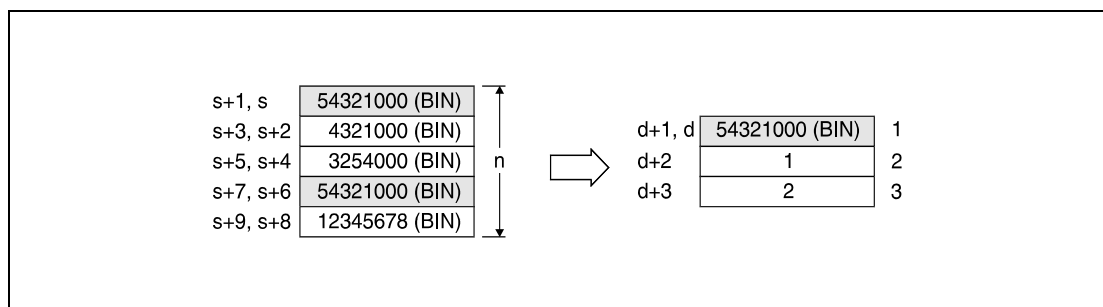 s+1, s 54321000 (BIN)
s+3, s+2 4321000 (BIN)
s+5, s+4 3254000 (BIN)
s+7, s+6 54321000 (BIN)
s+9, s+8 12345678 (BIN)
n
d+1, d 54321000 (BIN) 1
d+2 1 2
d+3 2 3